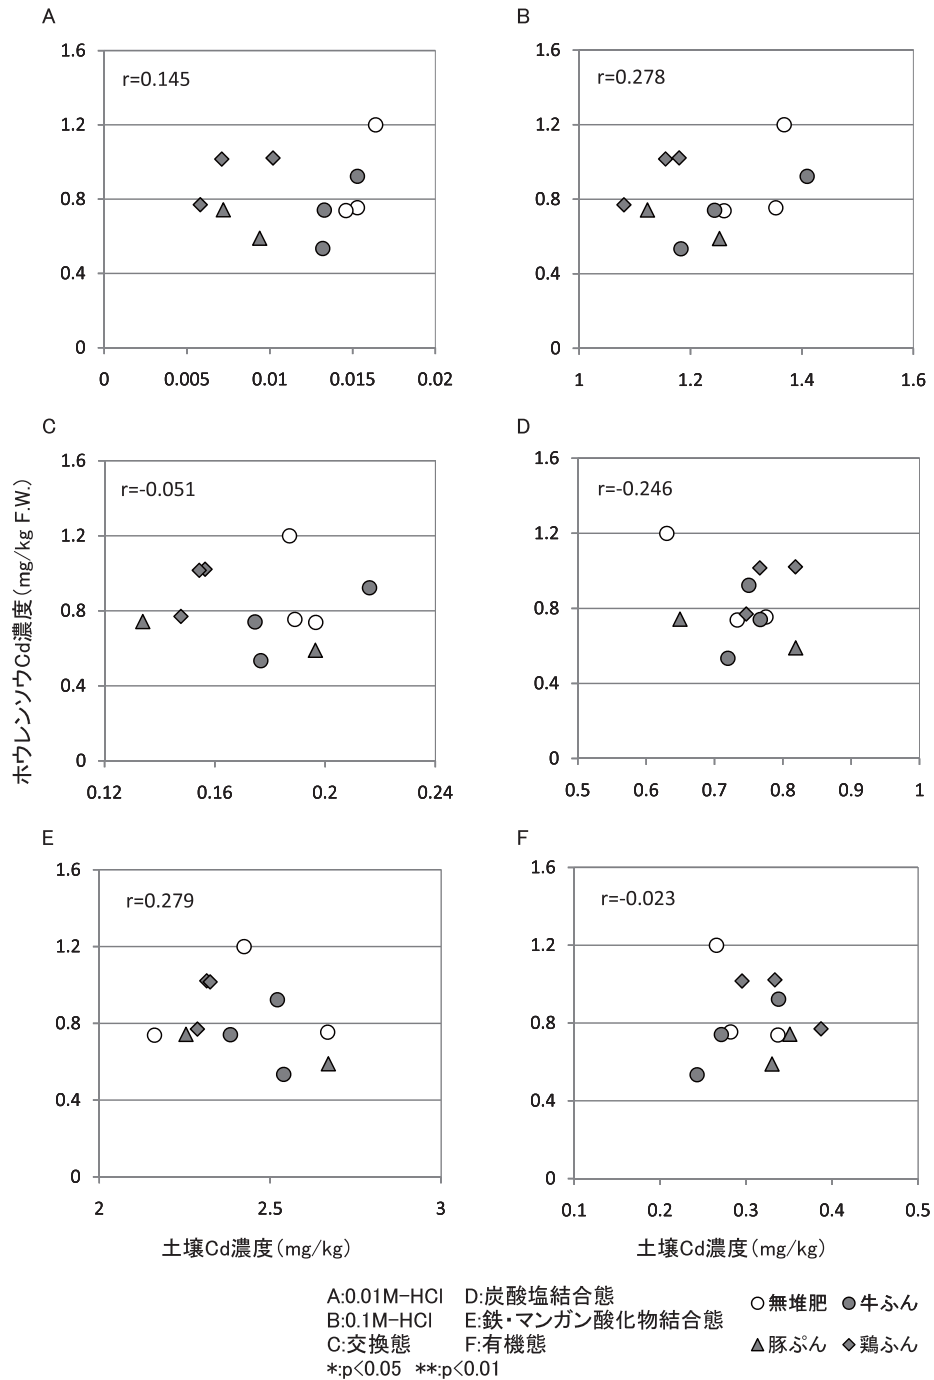 A
r=0.145
1.6
1.2
0.8
0.4
0
0 0.005 0.01 0.015 0.02
B
r=0.278
1.6
1.2
0.8
0.4
0
1 1.2 1.4 1.6
C
r=-0.051
1.6
1.2
0.8
0.4
0
0.12 0.16 0.2 0.24
D
r=-0.246
1.6
1.2
0.8
0.4
0
0.5 0.6 0.7 0.8 0.9 1
ホウレンソウCd濃度(mg/kg F.W.)
E
r=0.279
1.6
1.2
0.8
0.4
0
2 2.5 3
土壌Cd濃度(mg/kg)
F
r=-0.023
1.6
1.2
0.8
0.4
0
0.1 0.2 0.3 0.4 0.5
土壌Cd濃度(mg/kg)
A:0.01M-HCl D:炭酸塩結合態
B:0.1M-HCl E:鉄・マンガン酸化物結合態
C:交換態 F:有機態
*:p<0.05 **:p<0.01
無堆肥 牛ふん
豚ぷん 鶏ふん